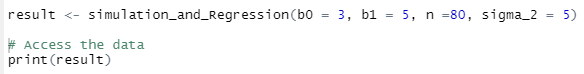 result <- simulation_and_Regression(b0 = 3, b1 = 5, n =80, sigma_2 = 5)
# Access the data
print(result)